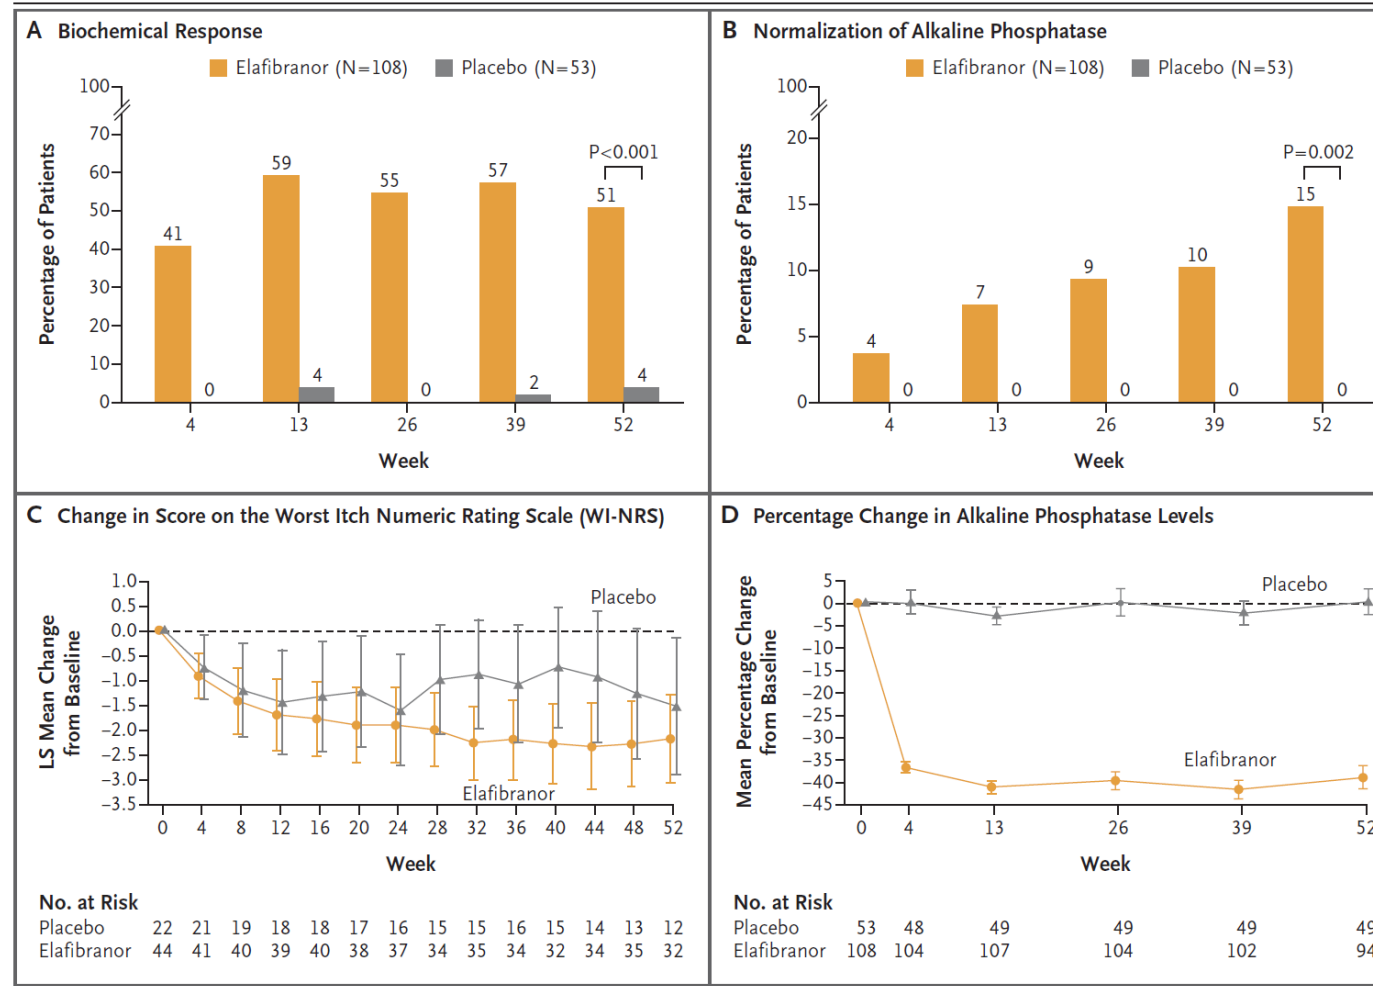 A Biochemical Response
Elafibranor (N=108) Placebo (N=53)
Percentage of Patients
100
70
60
50
40
30
20
10
0
41 0
59 4
55 0
57 2
P<0.001
51 4
4 13 26 39 52
Week
B Normalization of Alkaline Phosphatase
Elafibranor (N=108) Placebo (N=53)
Percentage of Patients
100
20
15
10
5
0
4 0
7 0
9 0
10 0
P=0.002
15 0
4 13 26 39 52
Week
C Change in Score on the Worst Itch Numeric Rating Scale (WI-NRS)
LS Mean Change
from Baseline
1.0
0.5
0.0
−0.5
−1.0
−1.5
−2.0
−2.5
−3.0
−3.5
Placebo
Elafibranor
0 4 8 12 16 20 24 28 32 36 40 44 48 52
Week
No. at Risk
Placebo 22 21 19 18 18 17 16 15 15 16 15 14 13 12
Elafibranor 44 41 40 39 40 38 37 34 35 34 32 34 35 32
D Percentage Change in Alkaline Phosphatase Levels
Mean Percentage Change
from Baseline
5
0
−5
−10
−15
−20
−25
−30
−35
−40
−45
Placebo
Elafibranor
0 4 13 26 39 52
Week
No. at Risk
Placebo 53 48 49 49 49 49
Elafibranor 108 104 107 104 102 94